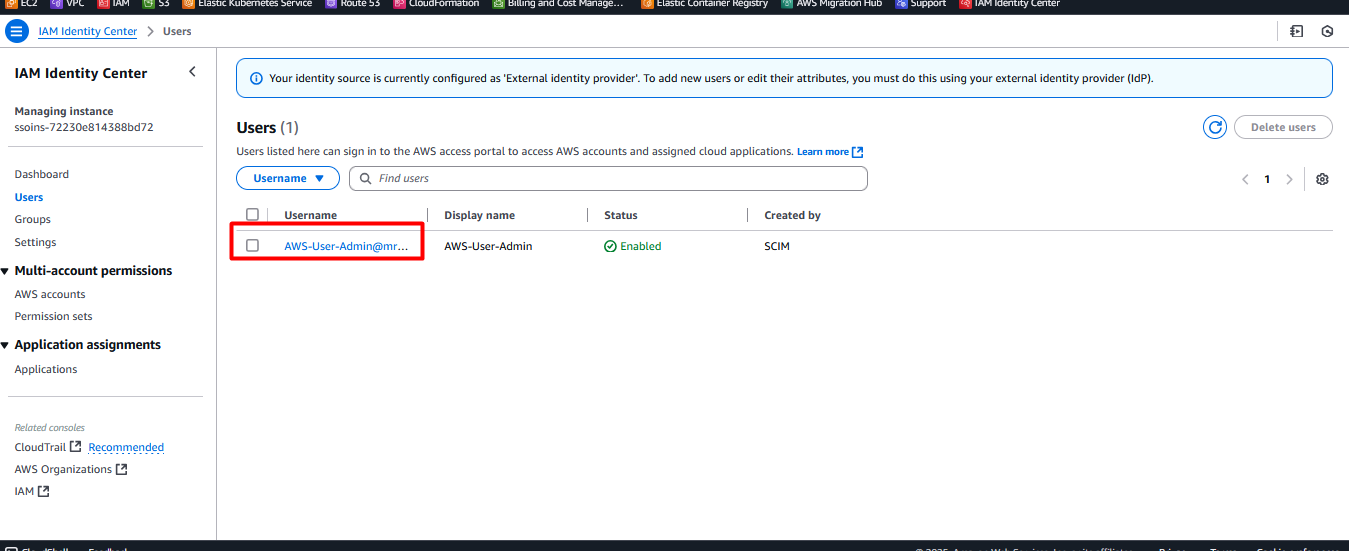 EC2 VPC IAM S3 Elastic Kubernetes Service Route 53 CloudFormation Billing and Cost Manage... Elastic Container Registry AWS Migration Hub Support IAM Identity Center
IAM Identity Center > Users
IAM Identity Center
Managing instance
ssoins-72230e814388bd72
Dashboard
Users
Groups
Settings
Multi-account permissions
AWS accounts
Permission sets
Application assignments
Applications
Related consoles
CloudTrail Recommended
AWS Organizations
IAM
Your identity source is currently configured as 'External identity provider'. To add new users or edit their attributes, you must do this using your external identity provider (IdP).
Users (1)
Delete users
Users listed here can sign in to the AWS access portal to access AWS accounts and assigned cloud applications. Learn more
Username Find users
1
Username Display name Status Created by
AWS-User-Admin@mr... AWS-User-Admin Enabled SCIM
CloudShell Feedback